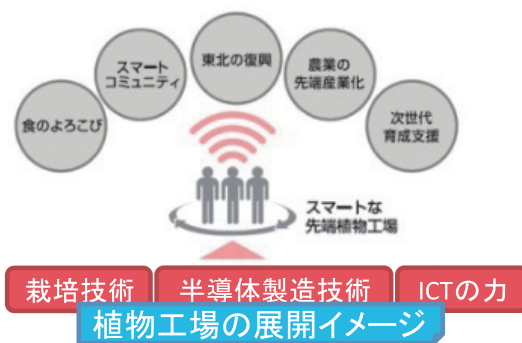 東北の復興
スマート
コミュニティ
農業の
先端産業化
食のよろこび
次世代
育成支援
スマートな
先端植物工場
栽培技術
半導体製造技術
ICTの力
植物工場の展開イメージ